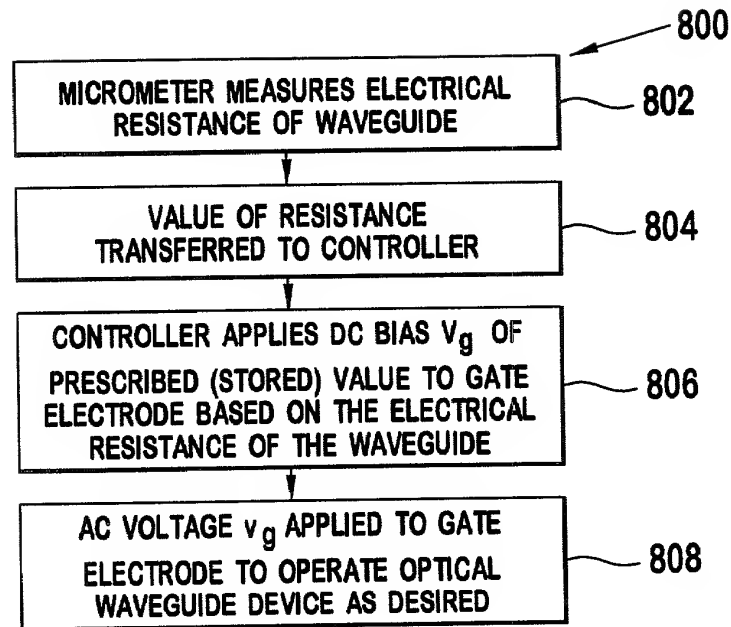 800
MICROMETER MEASURES ELECTRICAL
RESISTANCE OF WAVEGUIDE
802
VALUE OF RESISTANCE
TRANSFERRED TO CONTROLLER
804
CONTROLLER APPLIES DC BIAS Vg OF
PRESCRIBED (STORED) VALUE TO GATE
ELECTRODE BASED ON THE ELECTRICAL
RESISTANCE OF THE WAVEGUIDE
806
AC VOLTAGE vg APPLIED TO GATE
ELECTRODE TO OPERATE OPTICAL
WAVEGUIDE DEVICE AS DESIRED
808